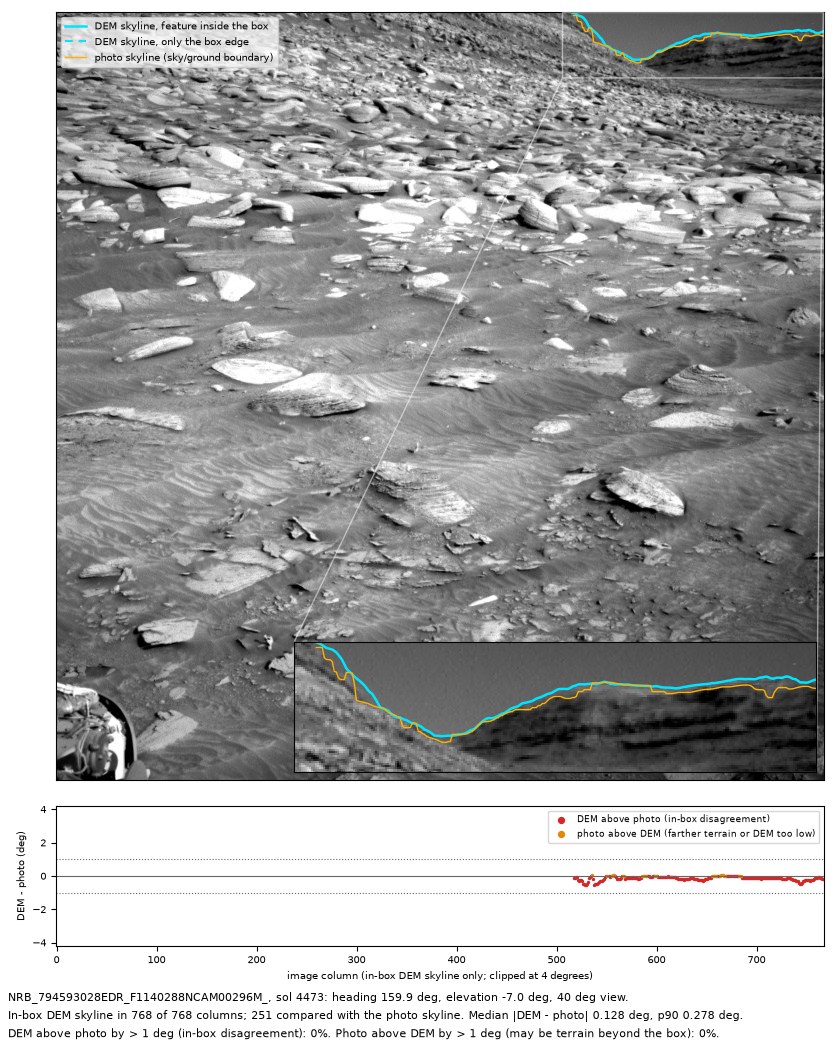 DEM skyline, feature inside the box
DEM skyline, only the box edge
photo skyline (sky/ground boundary)
4
2
0
−2
−4
DEM - photo (deg)
DEM above photo (in-box disagreement)
photo above DEM (farther terrain or DEM too low)
0 100 200 300 400 500 600 700
image column (in-box DEM skyline only; clipped at 4 degrees)
NRB_794593028EDR_F1140288NCAM00296M_, sol 4473: heading 159.9 deg, elevation -7.0 deg, 40 deg view.
In-box DEM skyline in 768 of 768 columns; 251 compared with the photo skyline. Median |DEM - photo| 0.128 deg, p90 0.278 deg.
DEM above photo by > 1 deg (in-box disagreement): 0%. Photo above DEM by > 1 deg (may be terrain beyond the box): 0%.